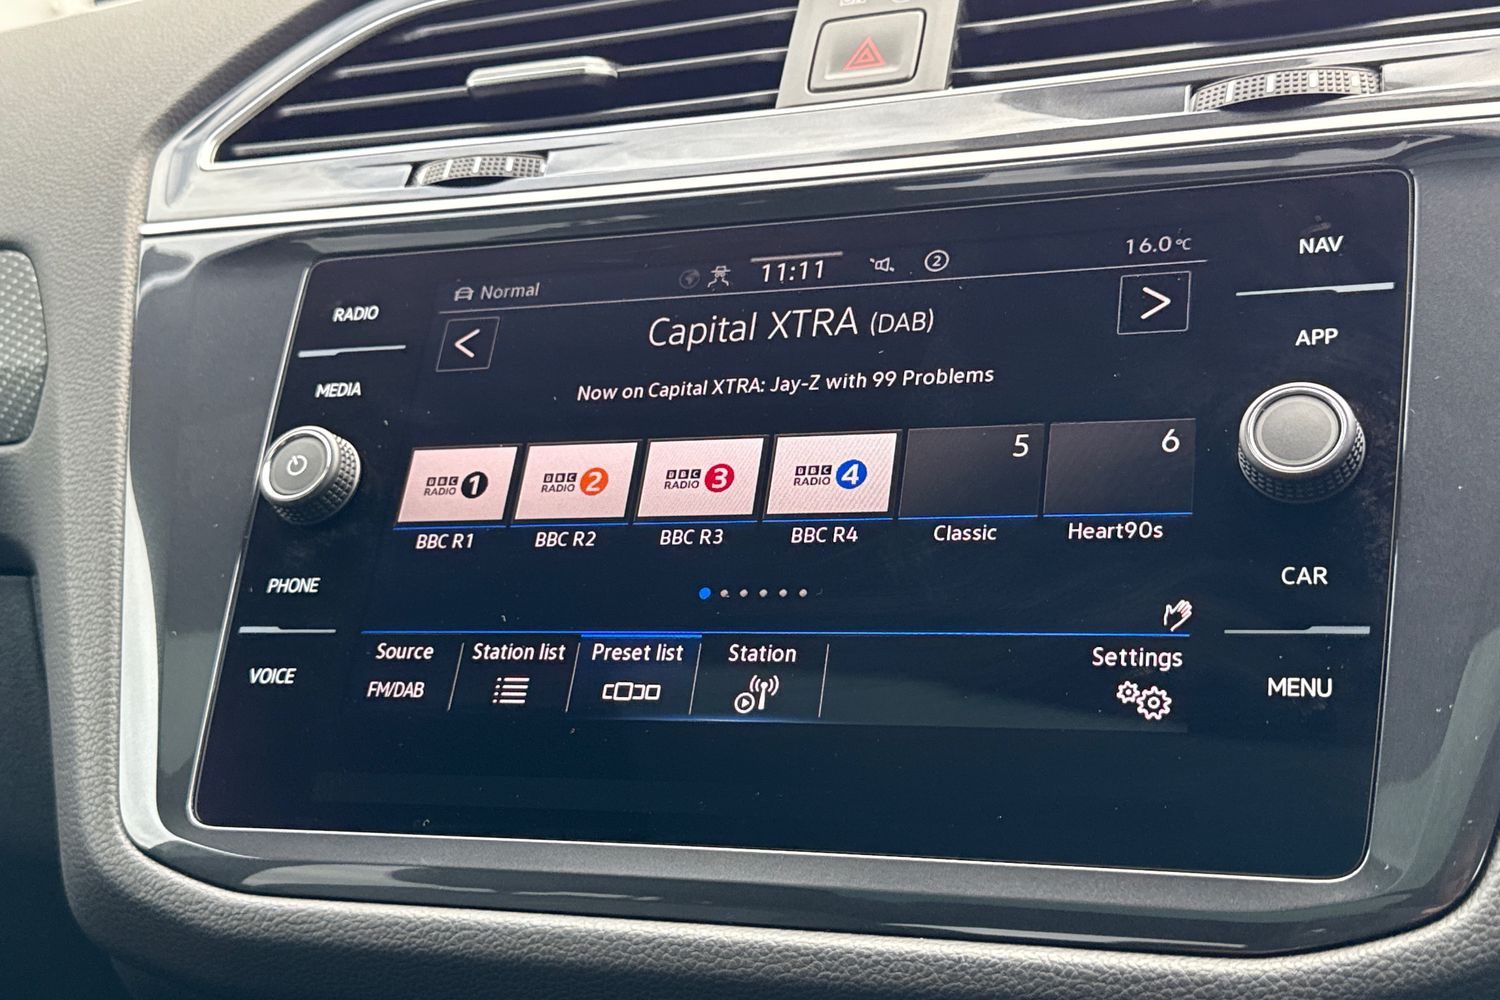 Normal
11:11
2
16.0°C
NAV
RADIO
<
Capital XTRA (DAB)
>
APP
MEDIA
Now on Capital XTRA: Jay-Z with 99 Problems
BBC RADIO 1
BBC RADIO 2
BBC RADIO 3
BBC RADIO 4
5
6
BBC R1
BBC R2
BBC R3
BBC R4
Classic
Heart90s
PHONE
CAR
Source
Station list
Preset list
Station
Settings
VOICE
FM/DAB
MENU